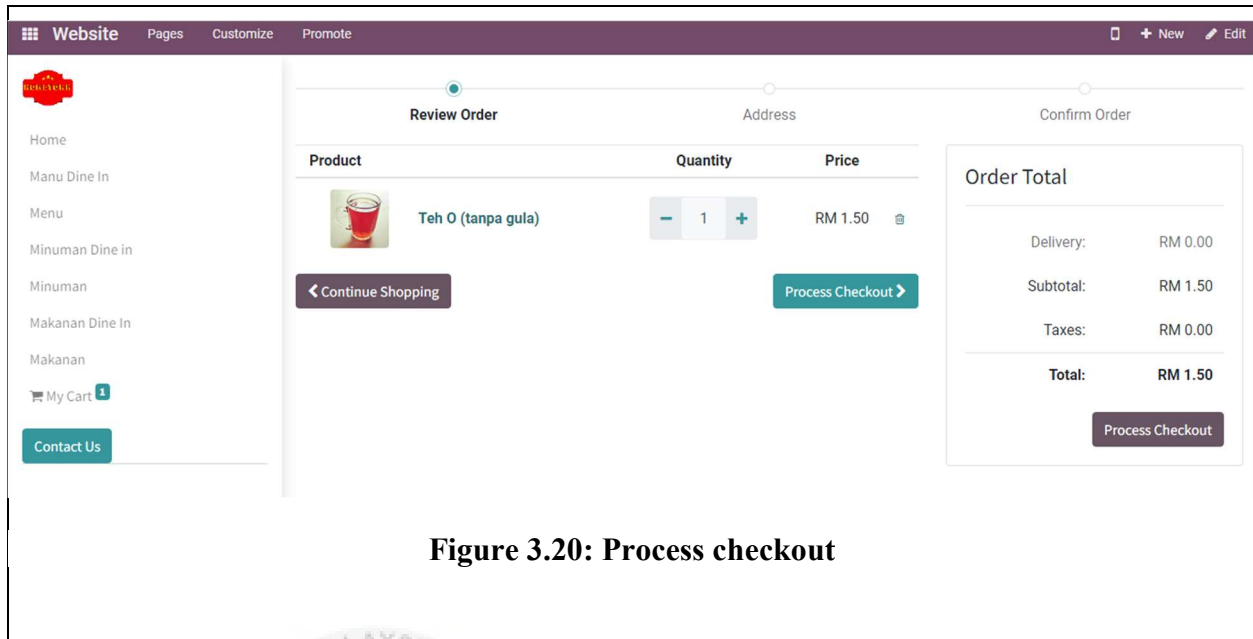 Website Pages Customize Promote + New Edit
Home
Manu Dine In
Menu
Minuman Dine in
Minuman
Makanan Dine In
Makanan
My Cart 1
Contact Us
Review Order Address Confirm Order
Product Quantity Price
Teh O (tanpa gula) − 1 + RM 1.50
Continue Shopping Process Checkout
Order Total
Delivery: RM 0.00
Subtotal: RM 1.50
Taxes: RM 0.00
Total: RM 1.50
Process Checkout
Figure 3.20: Process checkout